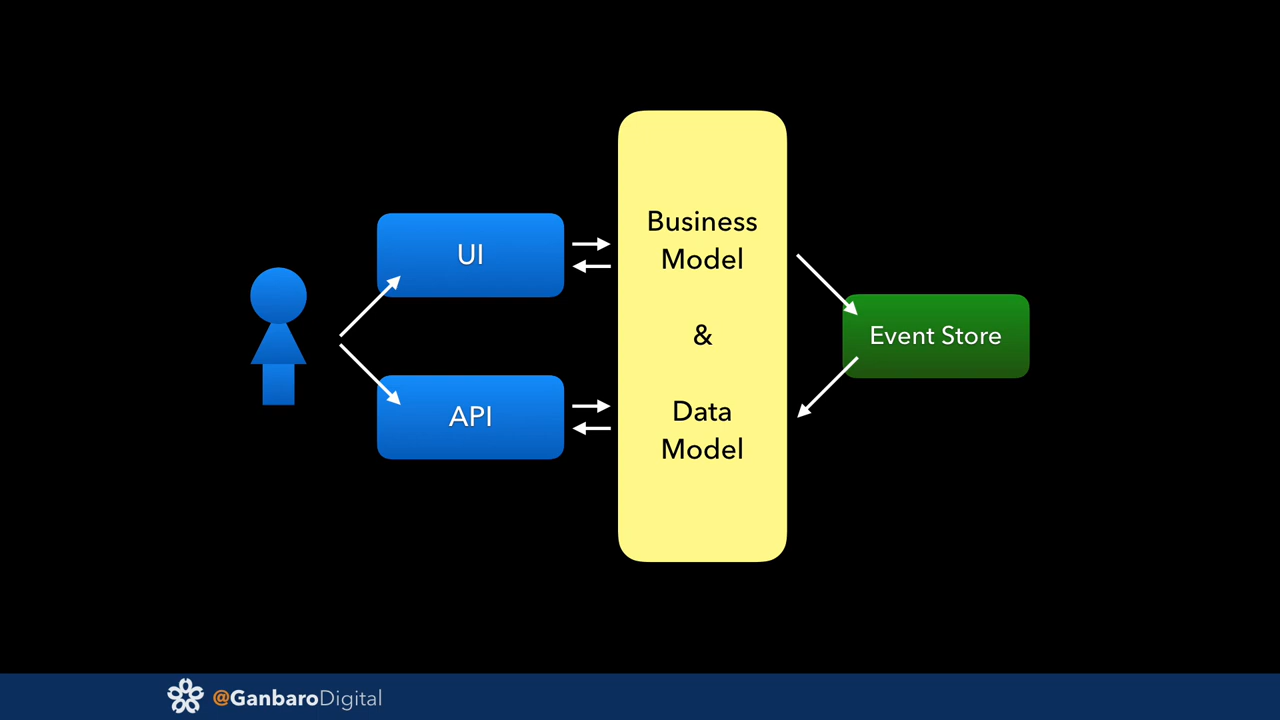 UI
API
Business
Model
&
Data
Model
Event Store
@GanbaroDigital